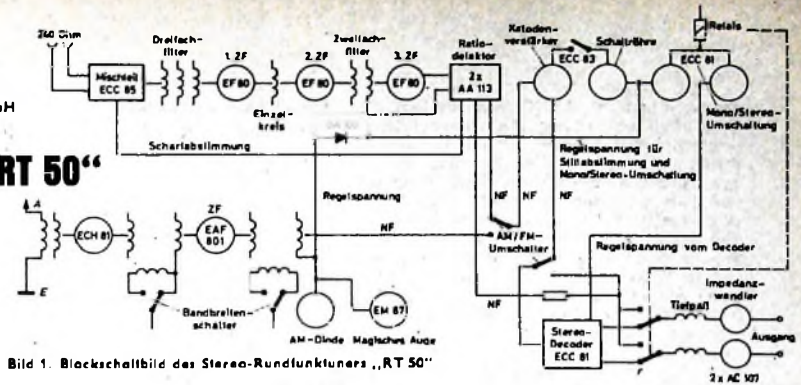 240 Ohm
Mischteil
ECC 85
Dreifach-
filter
1. ZF
EF 80
Einzel-
kreis
2. ZF
EF 80
Zweifach-
filter
3. ZF
EF 80
Ratio-
detektor
2x
AA 113
Katoden-
verstärker
ECC 83
Schaltröhre
ECC 81
Relais
Mono/Stereo-
Umschaltung
bH
RT 50“
Scharfabstimmung
Regelspannung für
Stillabstimmung und
Mono/Stereo-Umschaltung
Regelspannung
NF
NF
NF
A
E
ECH 81
ZF
EAF
801
Bandbreiten-
schalter
NF
AM/FM-
Umschalter
Regelspannung vom Decoder
NF
AM-Diode
EM 87
Magisches Auge
Stereo-
Decoder
ECC 81
r
Tiefpaß
Impedanz-
wandler
Ausgang
2 x AC 107
Bild 1. Blockschaltbild des Stereo-Rundfunktuners „RT 50“